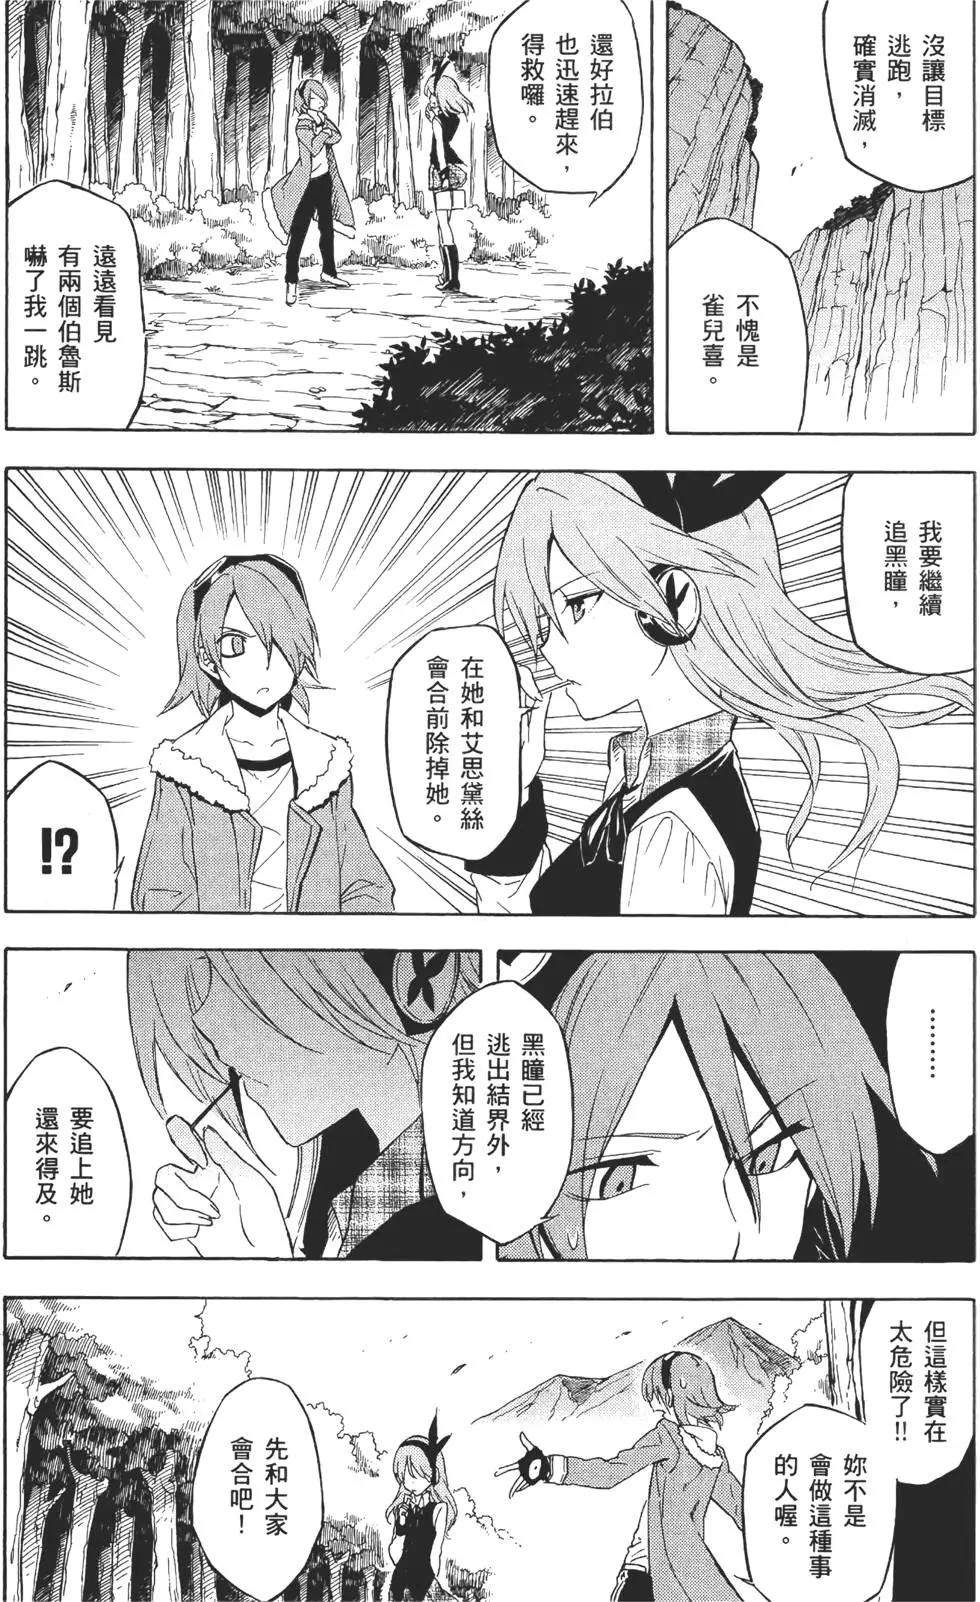 沒讓目標
逃跑，
確實消滅，
不愧是
雀兒喜。
還好拉伯
也迅速趕來，
得救囉。
遠遠看見
有兩個伯魯斯
嚇了我一跳。
我要繼續
追黑瞳，
在她和艾思黛絲
會合前除掉她。
!?
………
黑瞳已經
逃出結界外，
但我知道方向，
要追上她
還來得及。
但這樣實在
太危險了!!
妳不是
會做這種事
的人喔。
先和大家
會合吧！